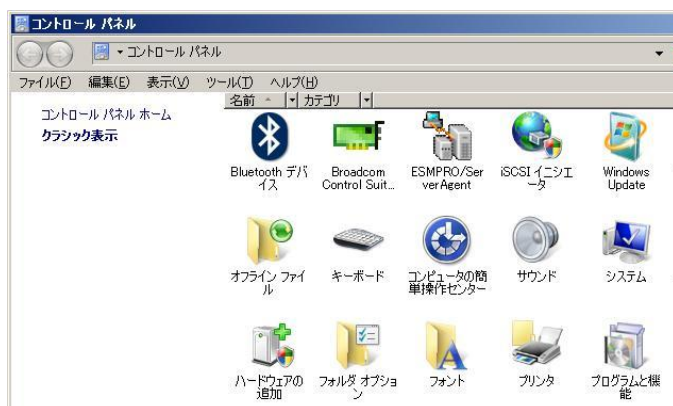 コントロール パネル
コントロール パネル
ファイル(F) 編集(E) 表示(V) ツール(T) ヘルプ(H)
コントロール パネル ホーム
クラシック表示
名前 カテゴリ
Bluetooth デバ
イス
Broadcom
Control Suit...
ESMPRO/Ser
verAgent
iSCSI イニシエ
ータ
Windows
Update
オフライン ファイ
ル
キーボード
コンピュータの簡
単操作センター
サウンド
システム
ハードウェアの
追加
フォルダ オプショ
ン
フォント
プリンタ
プログラムと機
能